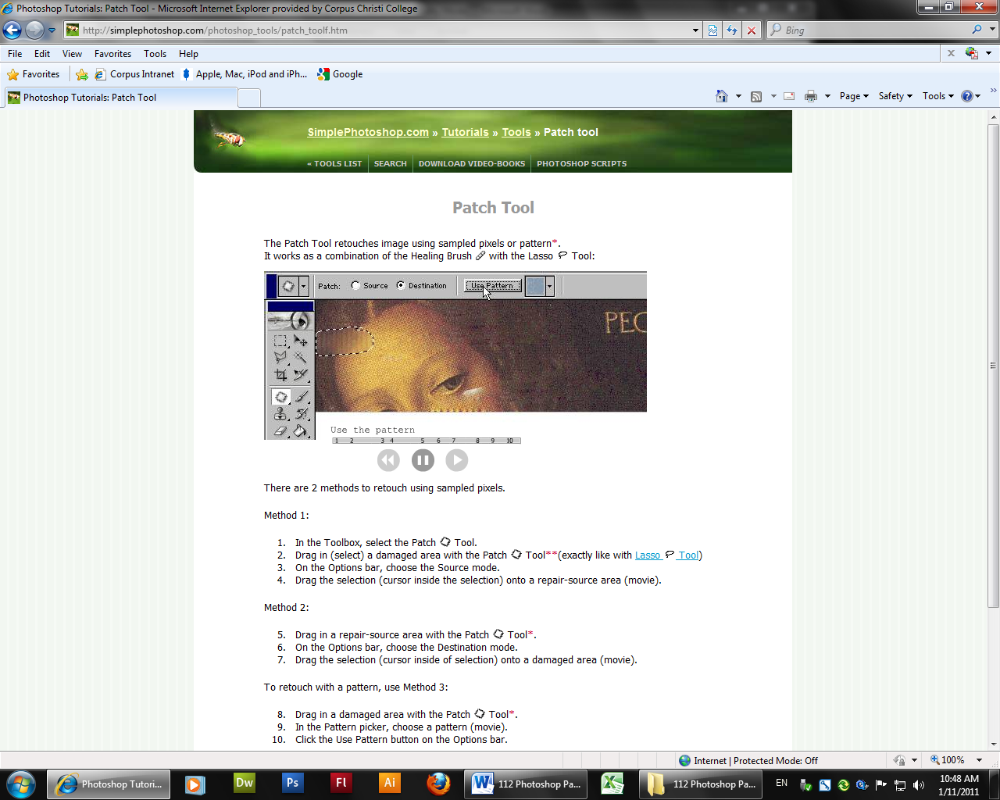 Photoshop Tutorials: Patch Tool - Microsoft Internet Explorer provided by Corpus Christi College
http://simplephotoshop.com/photoshop_tools/patch_toolf.htm
Bing
File Edit View Favorites Tools Help
Favorites Corpus Intranet Apple, Mac, iPod and iPh... Google
Photoshop Tutorials: Patch Tool
Page Safety Tools
SimplePhotoshop.com » Tutorials » Tools » Patch tool
« TOOLS LIST SEARCH DOWNLOAD VIDEO-BOOKS PHOTOSHOP SCRIPTS
Patch Tool
The Patch Tool retouches image using sampled pixels or pattern*.
It works as a combination of the Healing Brush with the Lasso Tool:
Patch: Source Destination Use Pattern
PEC
Use the pattern
1 2 3 4 5 6 7 8 9 10
There are 2 methods to retouch using sampled pixels.
Method 1:
1. In the Toolbox, select the Patch Tool.
2. Drag in (select) a damaged area with the Patch Tool**(exactly like with Lasso Tool)
3. On the Options bar, choose the Source mode.
4. Drag the selection (cursor inside the selection) onto a repair-source area (movie).
Method 2:
5. Drag in a repair-source area with the Patch Tool*.
6. On the Options bar, choose the Destination mode.
7. Drag the selection (cursor inside of selection) onto a damaged area (movie).
To retouch with a pattern, use Method 3:
8. Drag in a damaged area with the Patch Tool*.
9. In the Pattern picker, choose a pattern (movie).
10. Click the Use Pattern button on the Options bar.
Internet | Protected Mode: Off 100%
Photoshop Tutori... Dw Ps Fl Ai 112 Photoshop Pa... 112 Photoshop Pa... EN 10:48 AM
1/11/2011